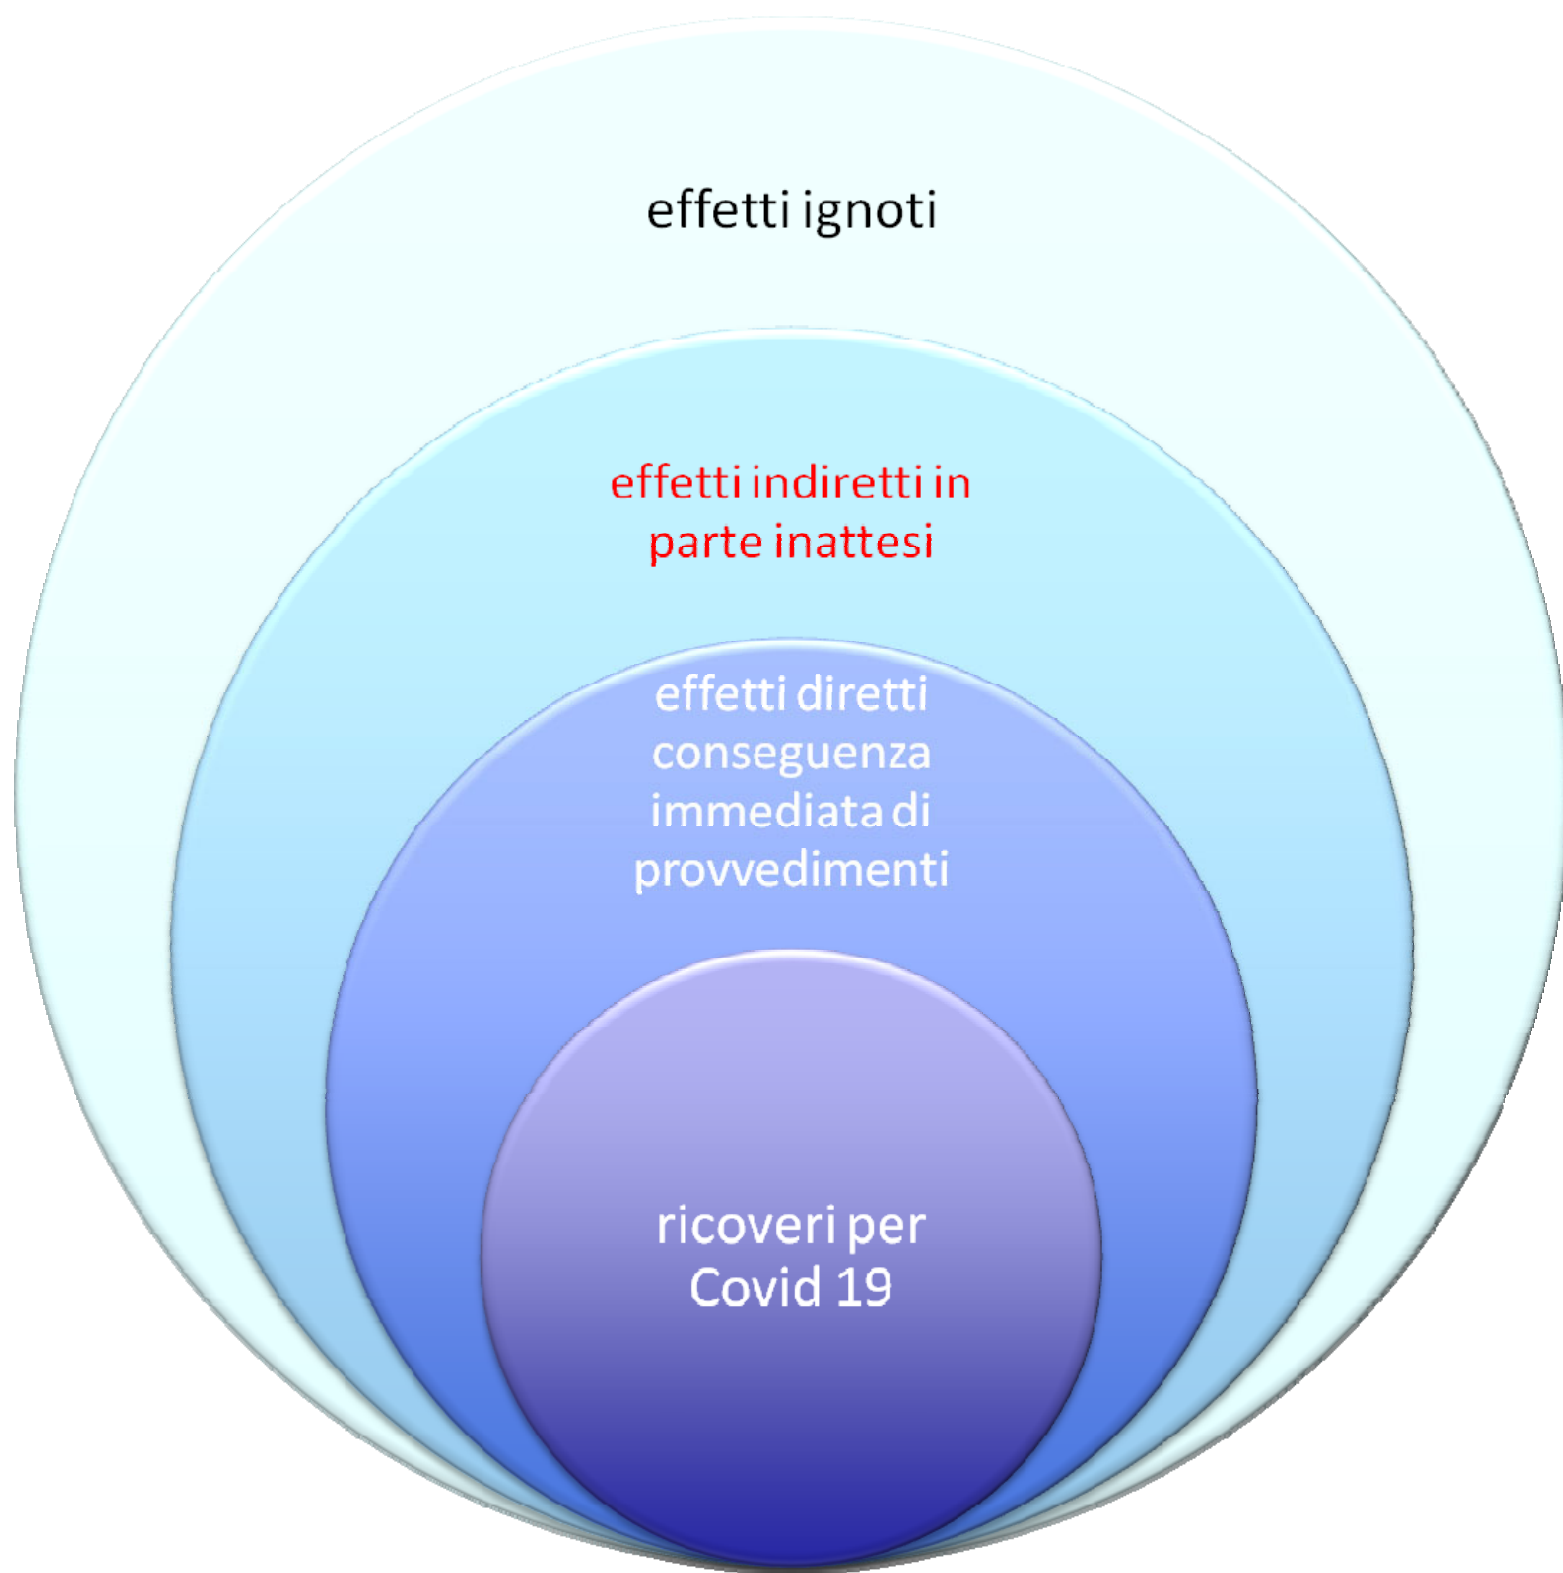 effetti ignoti
effetti indiretti in
parte inattesi
effetti diretti
conseguenza
immediata di
provvedimenti
ricoveri per
Covid 19